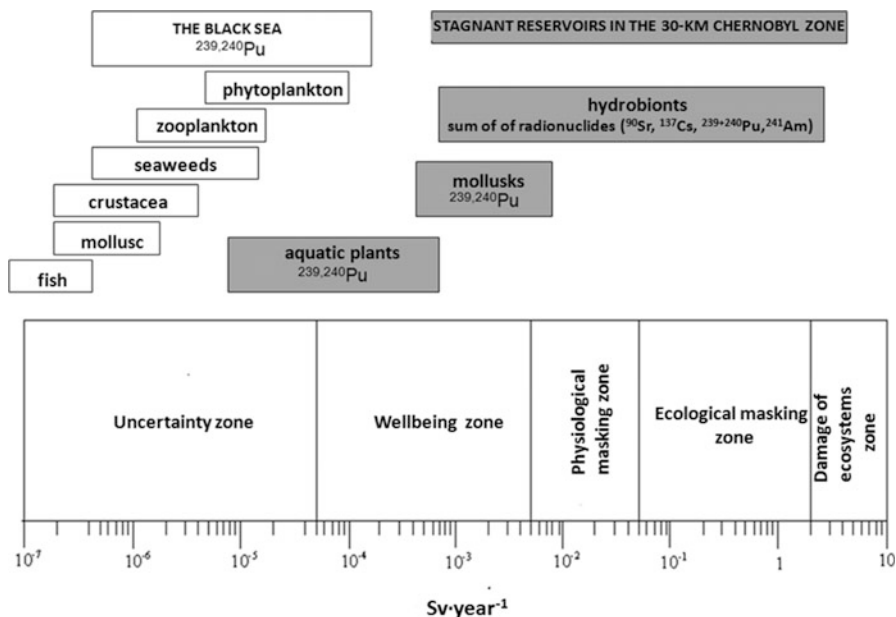 THE BLACK SEA
239,240Pu
STAGNANT RESERVOIRS IN THE 30-KM CHERNOBYL ZONE
phytoplankton
hydrobionts
sum of of radionuclides (90Sr, 137Cs, 239+240Pu,241Am)
zooplankton
seaweeds
mollusks
239,240Pu
crustacea
mollusc
aquatic plants
239,240Pu
fish
Uncertainty zone
Wellbeing zone
Physiological
masking zone
Ecological masking
zone
Damage of
ecosystems
zone
10-7
10-6
10-5
10-4
10-3
10-2
10-1
1
10
Sv·year-1